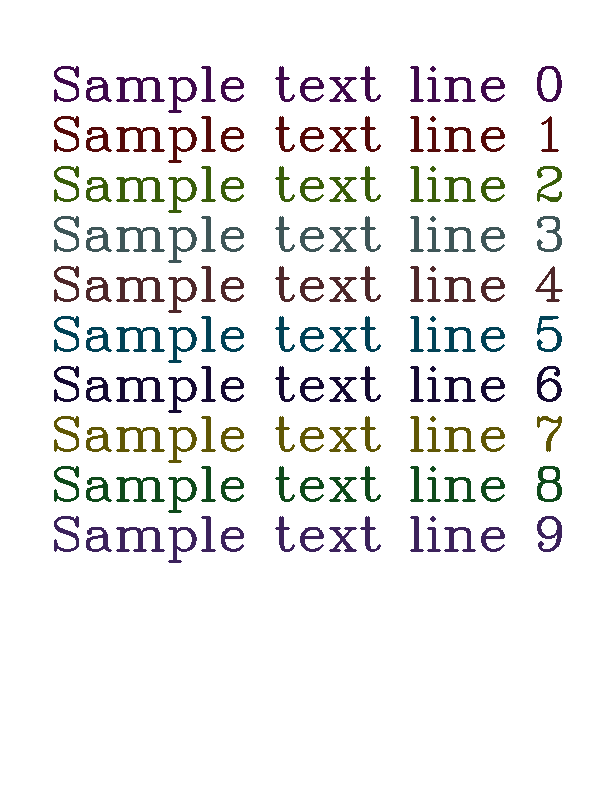 Sample text line 0
Sample text line 1
Sample text line 2
Sample text line 3
Sample text line 4
Sample text line 5
Sample text line 6
Sample text line 7
Sample text line 8
Sample text line 9